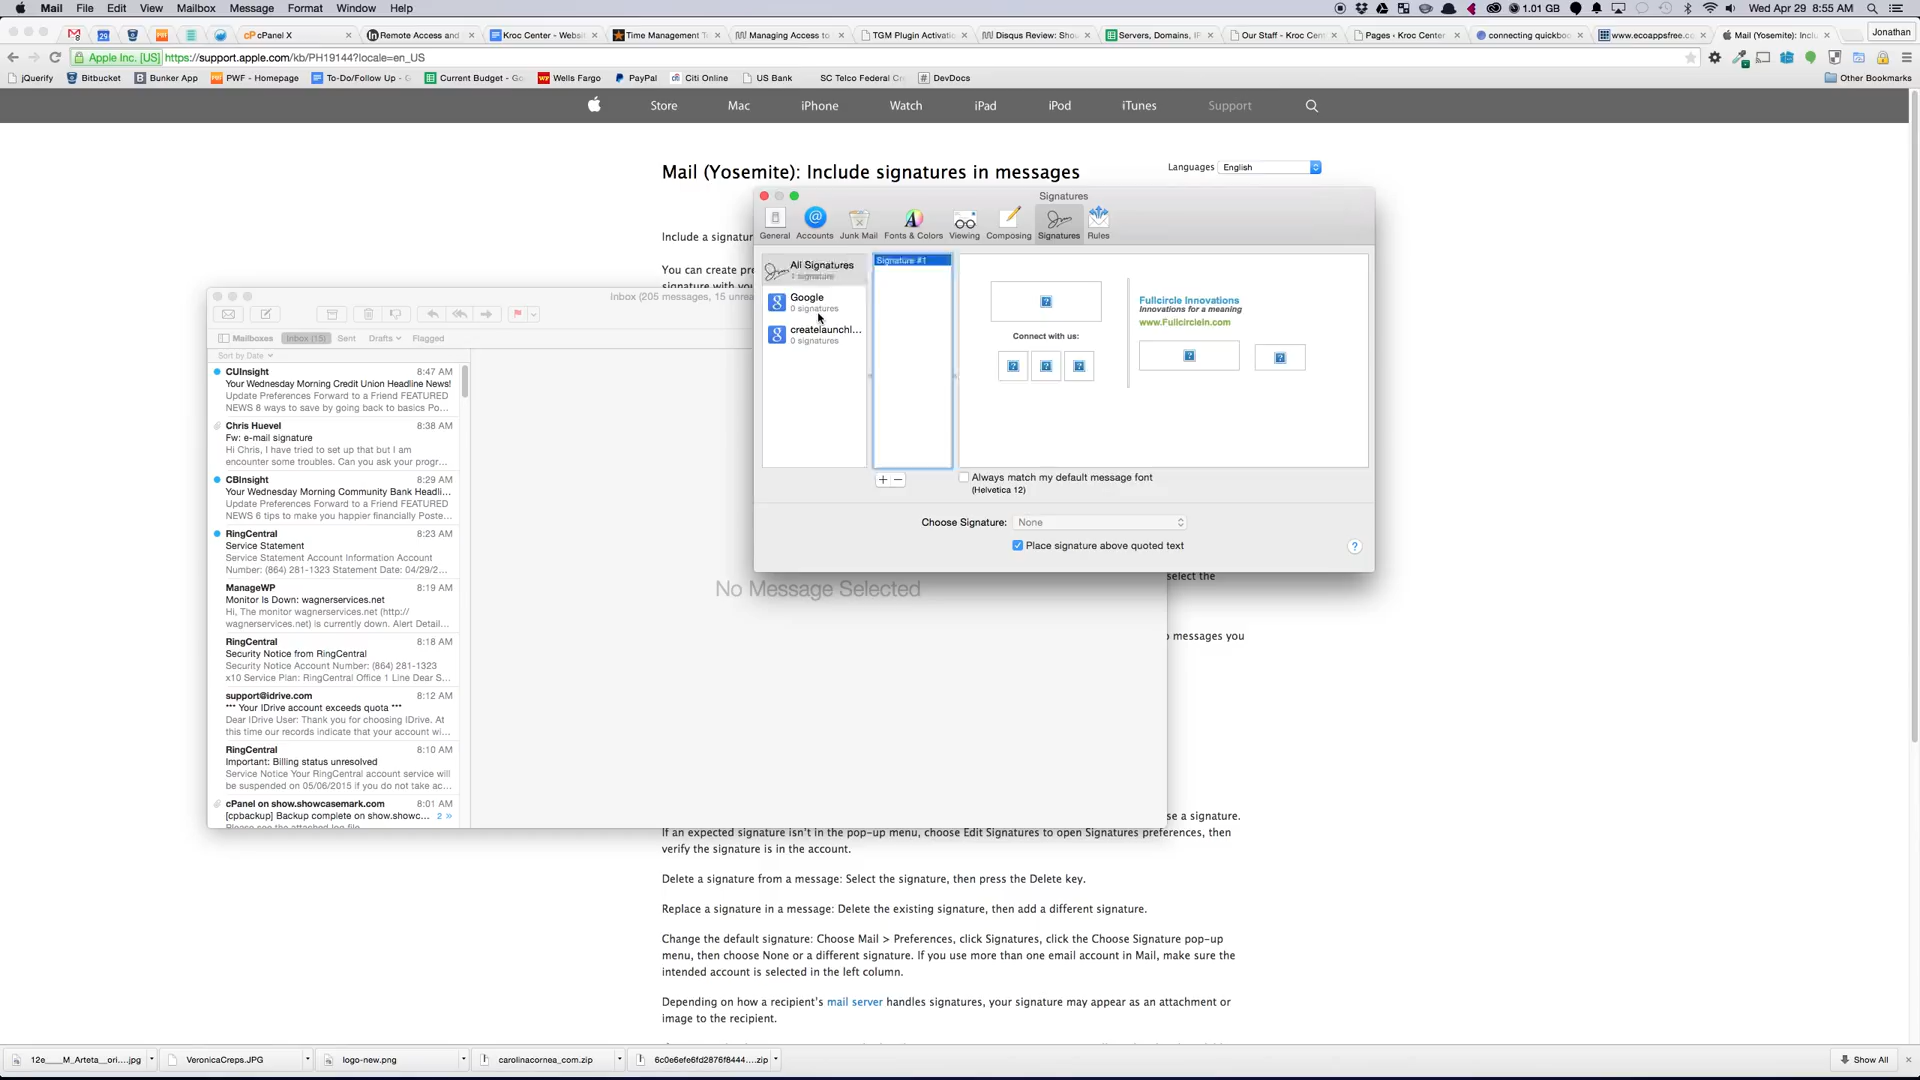 Mail File Edit View Mailbox Message Format Window Help 1.01 GB Wed Apr 29 8:55 AM
cPanel X Remote Access and Kroc Center - Websi Time Management T Managing Access to TGM Plugin Activatio Disqus Review: Shou Servers, Domains, IP Our Staff - Kroc Cen Pages ‹ Kroc Center connecting quickboo www.ecoappsfree.co Mail (Yosemite): Inclu Jonathan
Apple Inc. [US] https://support.apple.com/kb/PH19144?locale=en_US
jQuerify Bitbucket Bunker App PWF - Homepage To-Do/Follow Up - G Current Budget - Go Wells Fargo PayPal Citi Online US Bank SC Telco Federal Cr DevDocs Other Bookmarks
Store Mac iPhone Watch iPad iPod iTunes Support
Mail (Yosemite): Include signatures in messages
Languages English
Include a signatur
You can create pre
signature with you
Signatures
General Accounts Junk Mail Fonts & Colors Viewing Composing Signatures Rules
All Signatures
1 signature
Google
0 signatures
createlaunchl...
0 signatures
Signature #1
Connect with us:
Fullcircle Innovations
Innovations for a meaning
www.FullcircleIn.com
+ −
Always match my default message font
(Helvetica 12)
Choose Signature: None
Place signature above quoted text
?
Inbox (205 messages, 15 unrea
Mailboxes Inbox (15) Sent Drafts Flagged
Sort by Date
CUInsight 8:47 AM
Your Wednesday Morning Credit Union Headline News!
Update Preferences Forward to a Friend FEATURED
NEWS 8 ways to save by going back to basics Po...
Chris Huevel 8:38 AM
Fw: e-mail signature
Hi Chris, I have tried to set up that but I am
encounter some troubles. Can you ask your progr...
CBInsight 8:29 AM
Your Wednesday Morning Community Bank Headli...
Update Preferences Forward to a Friend FEATURED
NEWS 6 tips to make you happier financially Poste...
RingCentral 8:23 AM
Service Statement
Service Statement Account Information Account
Number: (864) 281-1323 Statement Date: 04/29/2...
ManageWP 8:19 AM
Monitor Is Down: wagnerservices.net
Hi, The monitor wagnerservices.net (http://
wagnerservices.net) is currently down. Alert Detail...
RingCentral 8:18 AM
Security Notice from RingCentral
Security Notice Account Number: (864) 281-1323
x10 Service Plan: RingCentral Office 1 Line Dear S...
support@idrive.com 8:12 AM
*** Your IDrive account exceeds quota ***
Dear IDrive User: Thank you for choosing IDrive. At
this time our records indicate that your account wi...
RingCentral 8:10 AM
Important: Billing status unresolved
Service Notice Your RingCentral account service will
be suspended on 05/06/2015 if you do not take ac...
cPanel on show.showcasemark.com 8:01 AM
[cpbackup] Backup complete on show.showc... 2 »
Please see the attached log file.
No Message Selected
select the
o messages you
se a signature.
If an expected signature isn't in the pop-up menu, choose Edit Signatures to open Signatures preferences, then
verify the signature is in the account.
Delete a signature from a message: Select the signature, then press the Delete key.
Replace a signature in a message: Delete the existing signature, then add a different signature.
Change the default signature: Choose Mail > Preferences, click Signatures, click the Choose Signature pop-up
menu, then choose None or a different signature. If you use more than one email account in Mail, make sure the
intended account is selected in the left column.
Depending on how a recipient's mail server handles signatures, your signature may appear as an attachment or
image to the recipient.
12e____M_Arteta__ori....jpg VeronicaCreps.JPG logo-new.png carolinacornea_com.zip 6c0e6efe6fd2876f8444....zip Show All